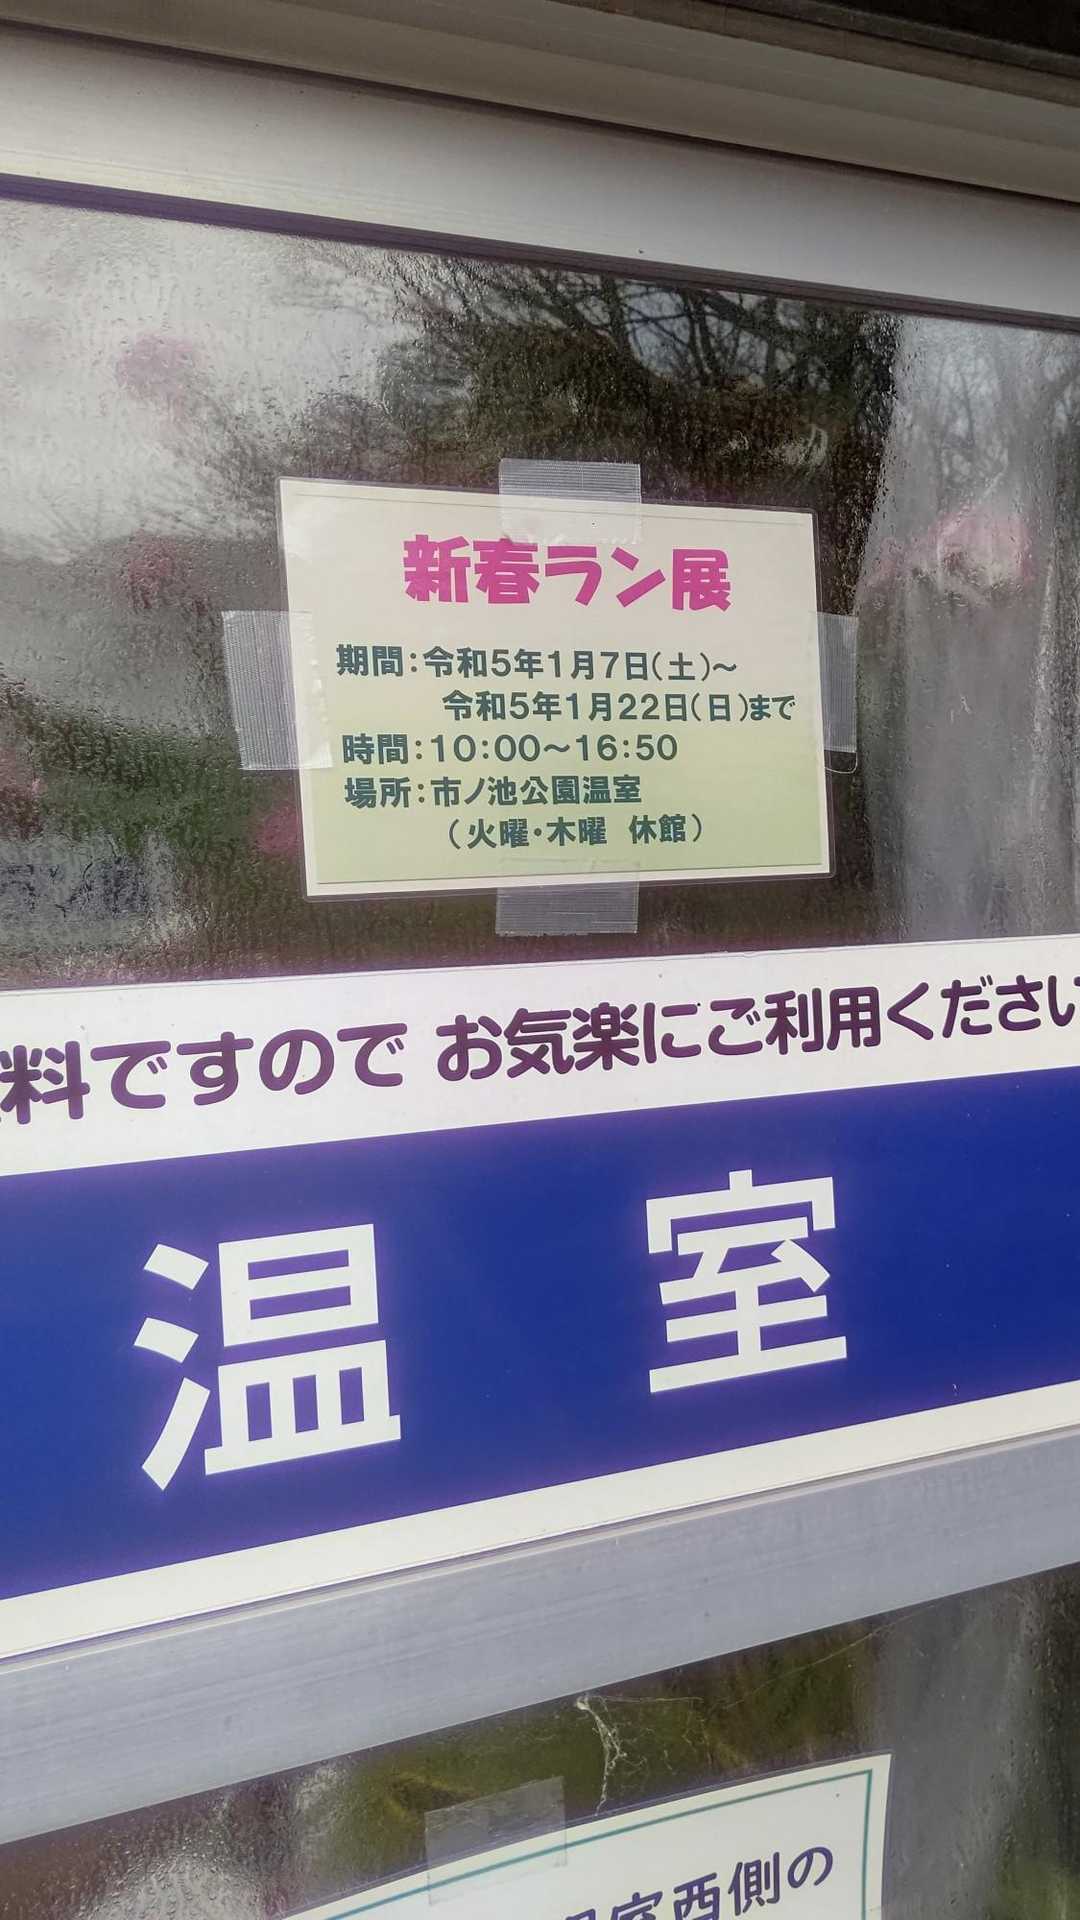 新春ラン展
期間：令和5年1月7日（土）～
令和5年1月22日（日）まで
時間：10：00～16：50
場所：市ノ池公園温室
（火曜・木曜　休館）
料ですので お気楽にご利用ください
温室
室西側の